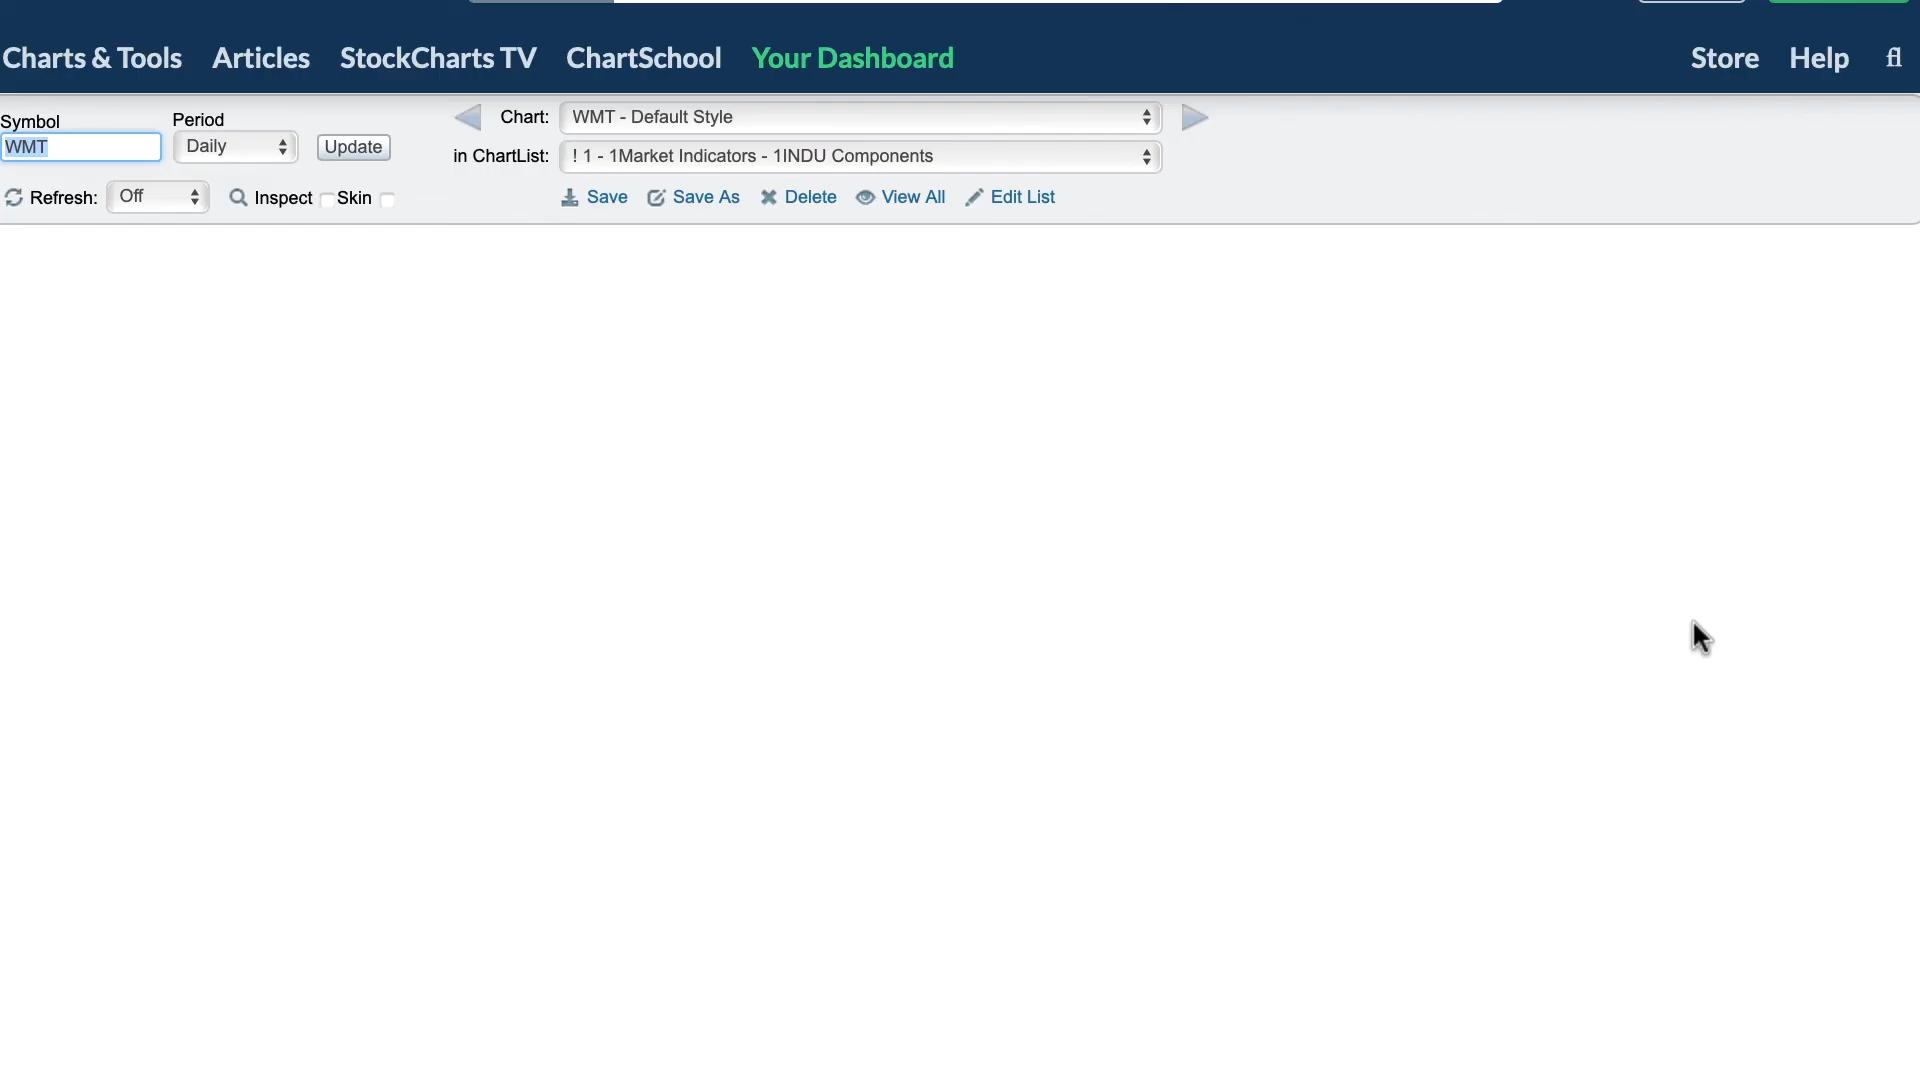 Charts & Tools Articles StockCharts TV ChartSchool Your Dashboard Store Help
Symbol Period Chart: WMT - Default Style
WMT Daily Update in ChartList: ! 1 - 1Market Indicators - 1INDU Components
Refresh: Off Inspect Skin Save Save As Delete View All Edit List